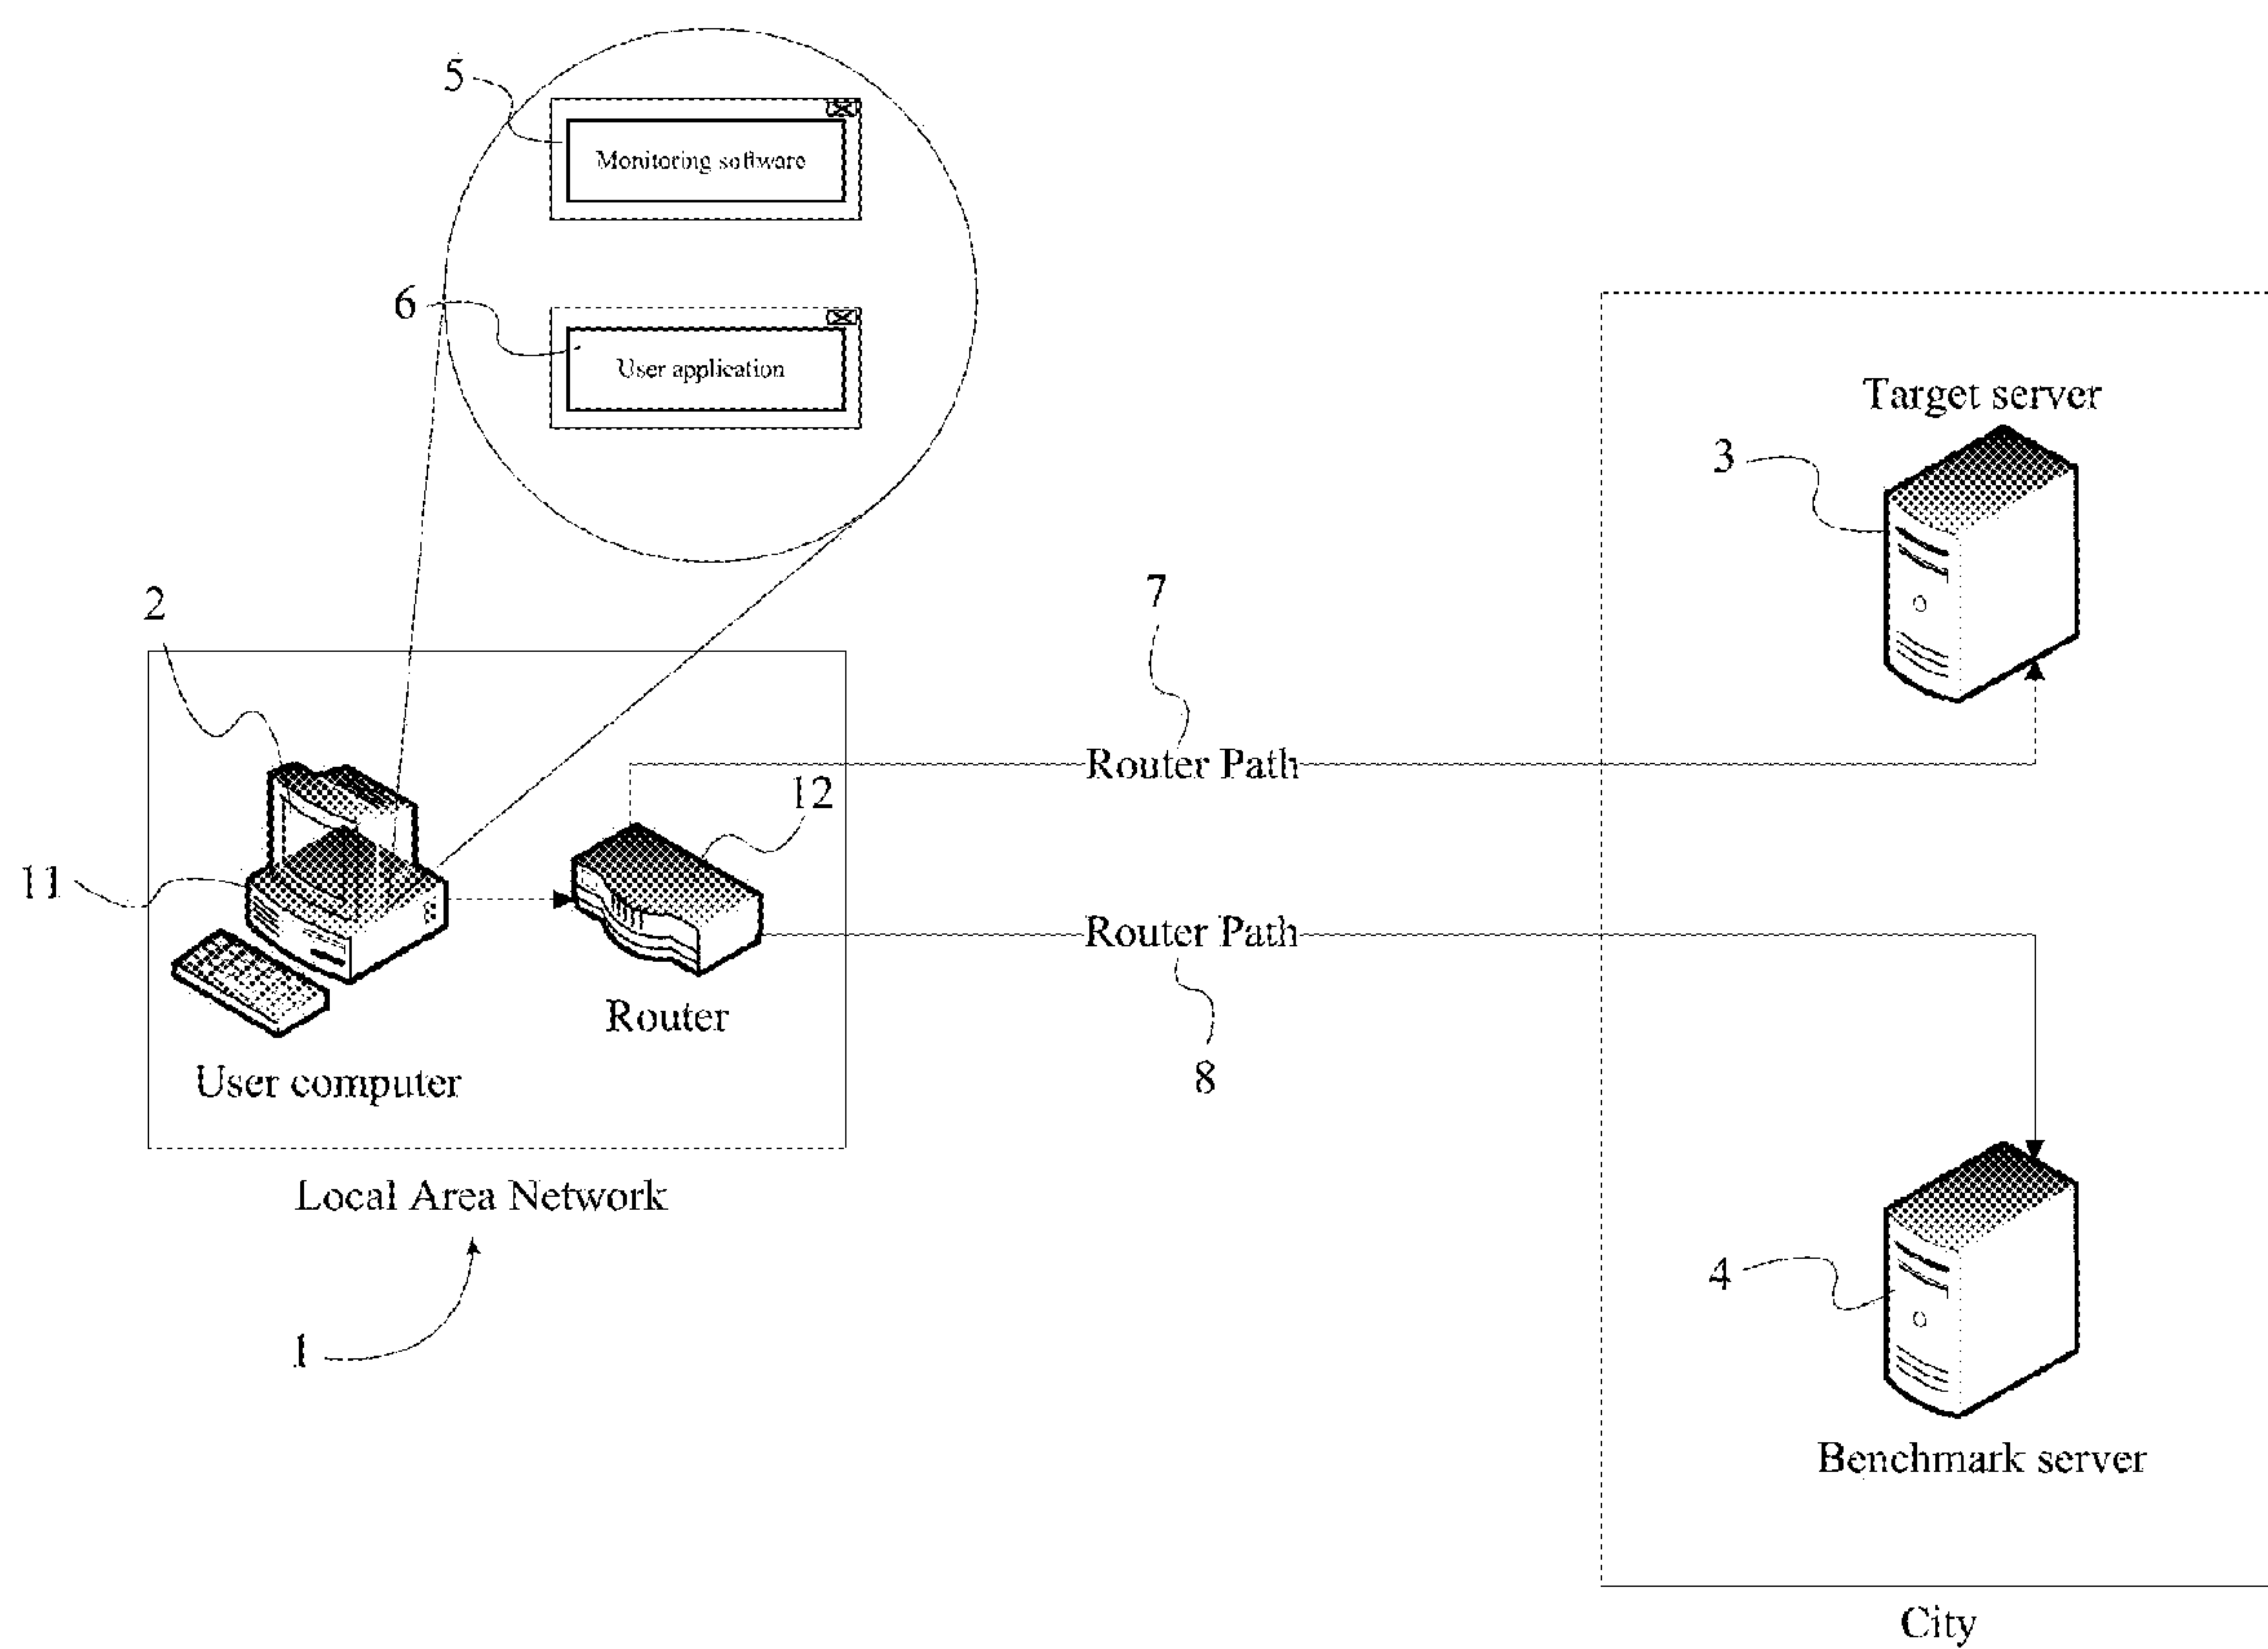 5
Monitoring software
6
User application
Target server
3
2
7
Router Path
12
11
Router Path
Router
8
User computer
Local Area Network
1
4
Benchmark server
City